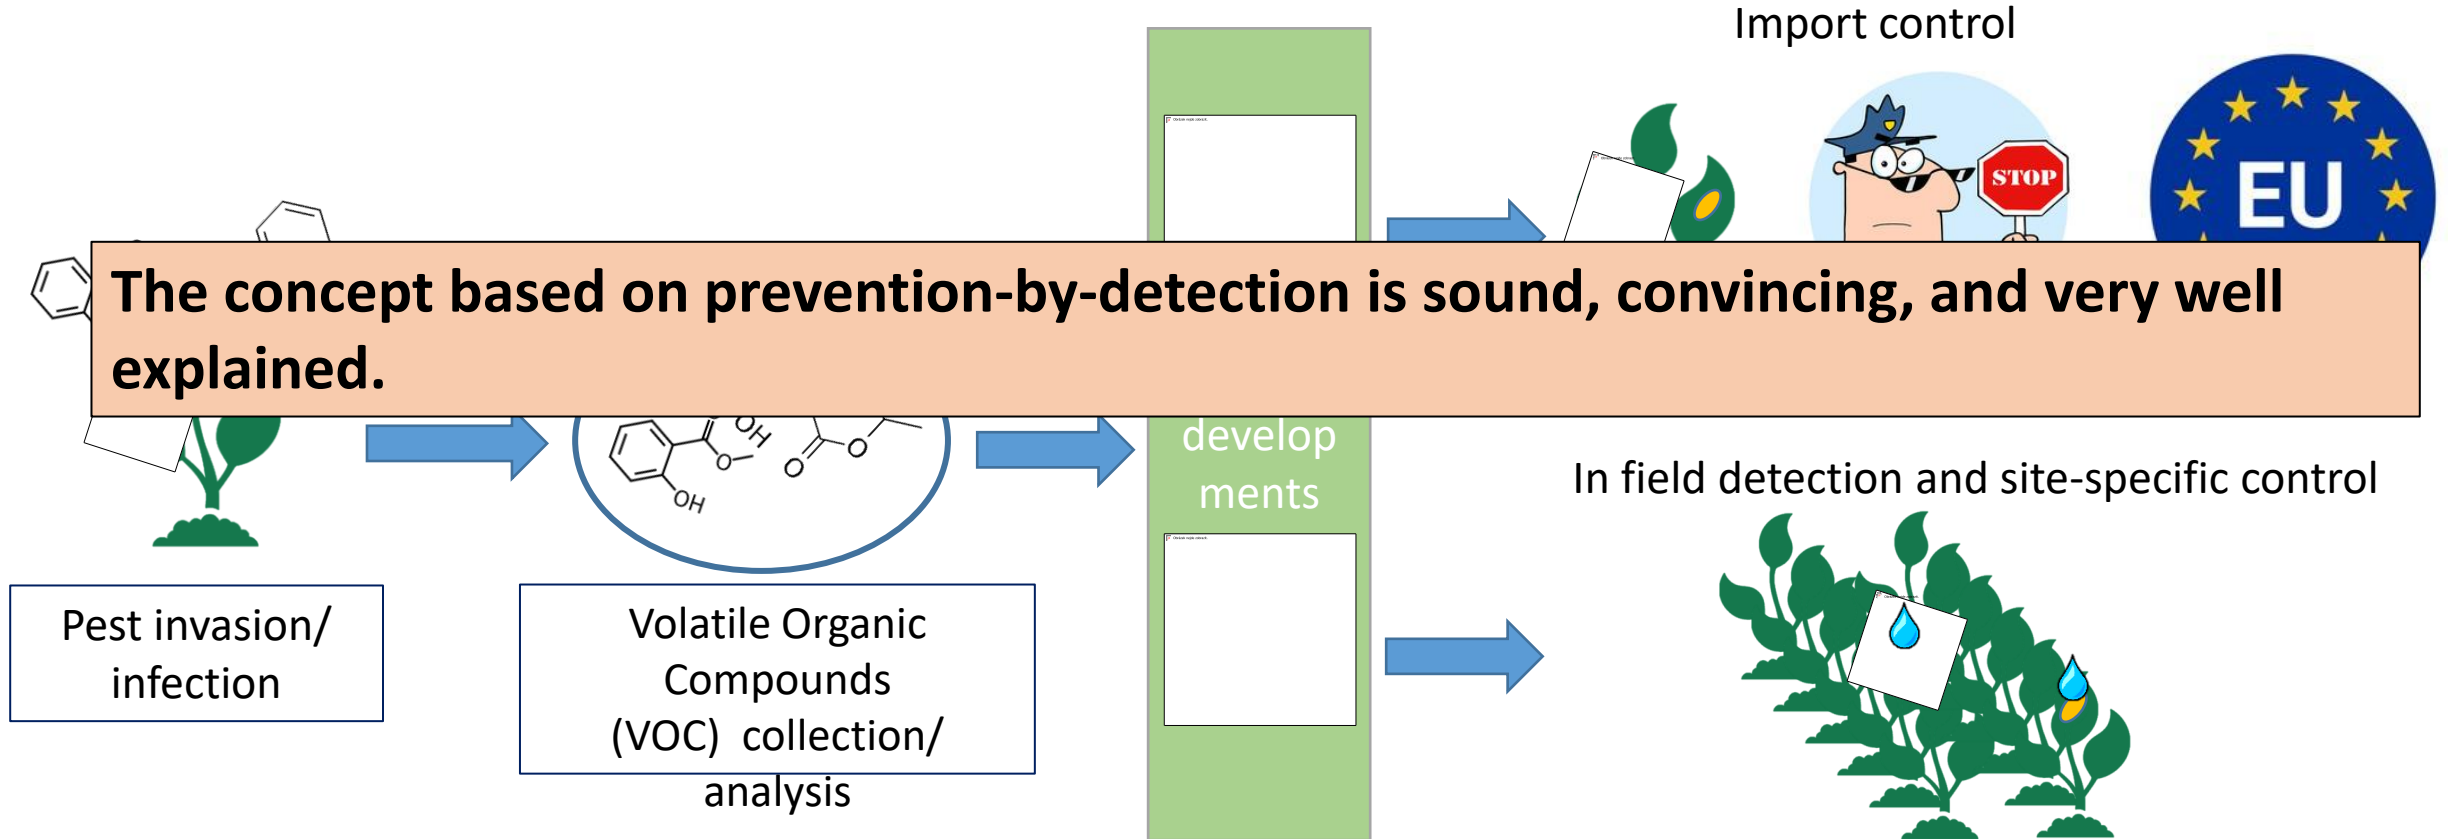 Import control
STOP
EU
The concept based on prevention-by-detection is sound, convincing, and very well
explained.
OH
OH
O
O
O
develop
ments
In field detection and site-specific control
Pest invasion/
infection
Volatile Organic
Compounds
(VOC) collection/
analysis